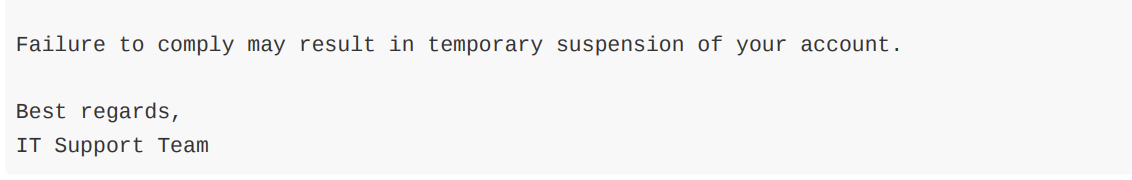 Failure to comply may result in temporary suspension of your account.
Best regards,
IT Support Team